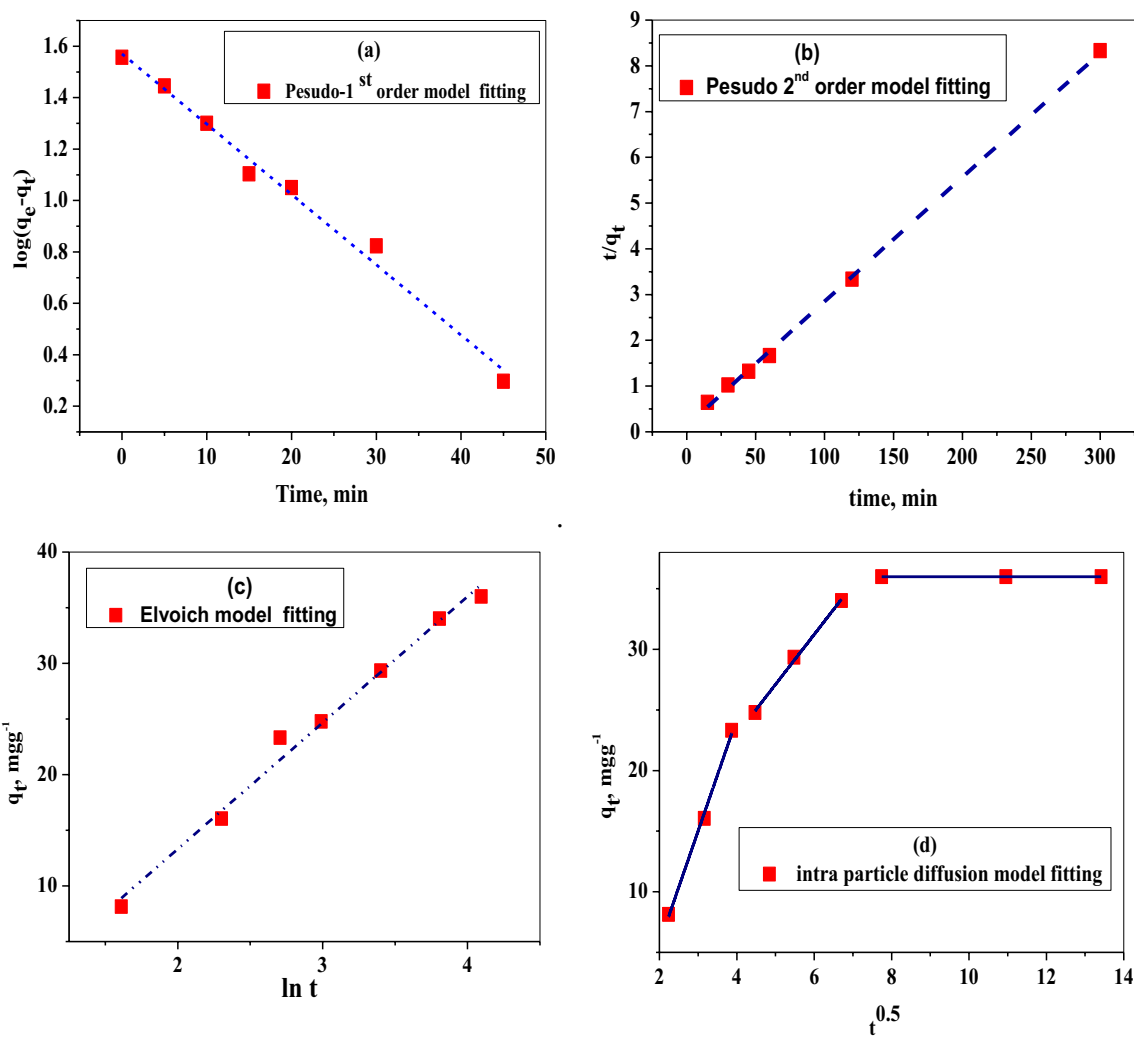 (a)
Pesudo-1 st order model fitting
1.6
1.4
1.2
1.0
0.8
0.6
0.4
0.2
log(qe-qt)
0 10 20 30 40 50
Time, min
(b)
Pesudo 2nd order model fitting
9
8
7
6
5
4
3
2
1
0
t/qt
0 50 100 150 200 250 300
time, min
.
(c)
Elvoich model fitting
40
30
20
10
qt, mgg-1
2 3 4
ln t
(d)
intra particle diffusion model fitting
30
20
10
qt, mgg-1
2 4 6 8 10 12 14
t0.5